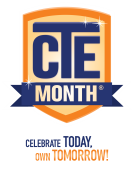 CTE
MONTH®
CELEBRATE TODAY,
OWN TOMORROW!